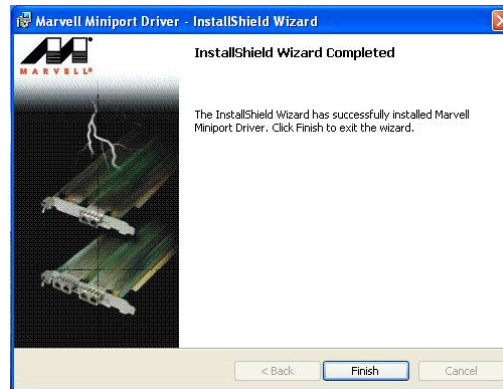 Marvell Miniport Driver - InstallShield Wizard
MARVELL®
InstallShield Wizard Completed
The InstallShield Wizard has successfully installed Marvell
Miniport Driver. Click Finish to exit the wizard.
< Back
Finish
Cancel